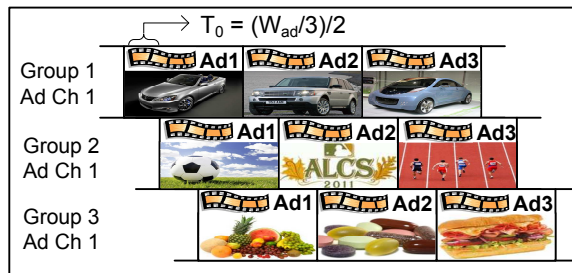 T₀ = (W_ad/3)/2
Group 1
Ad Ch 1
Ad1 Ad2 Ad3
Group 2
Ad Ch 1
Ad1 Ad2 Ad3
ALCS
2011
Group 3
Ad Ch 1
Ad1 Ad2 Ad3